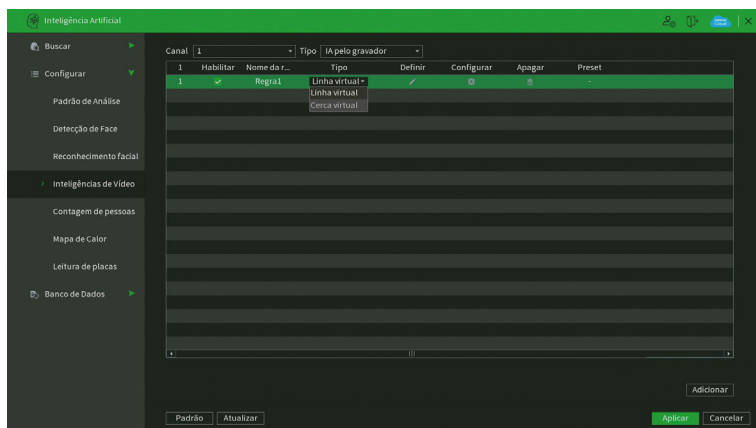 Inteligência Artificial
Buscar
Configurar
Padrão de Análise
Detecção de Face
Reconhecimento facial
Inteligências de Vídeo
Contagem de pessoas
Mapa de Calor
Leitura de placas
Banco de Dados
Canal 1 Tipo IA pelo gravador
1 Habilitar Nome da r... Tipo Definir Configurar Apagar Preset
1 Regra1 Linha virtual -
Linha virtual
Cerca virtual
Adicionar
Padrão Atualizar Aplicar Cancelar